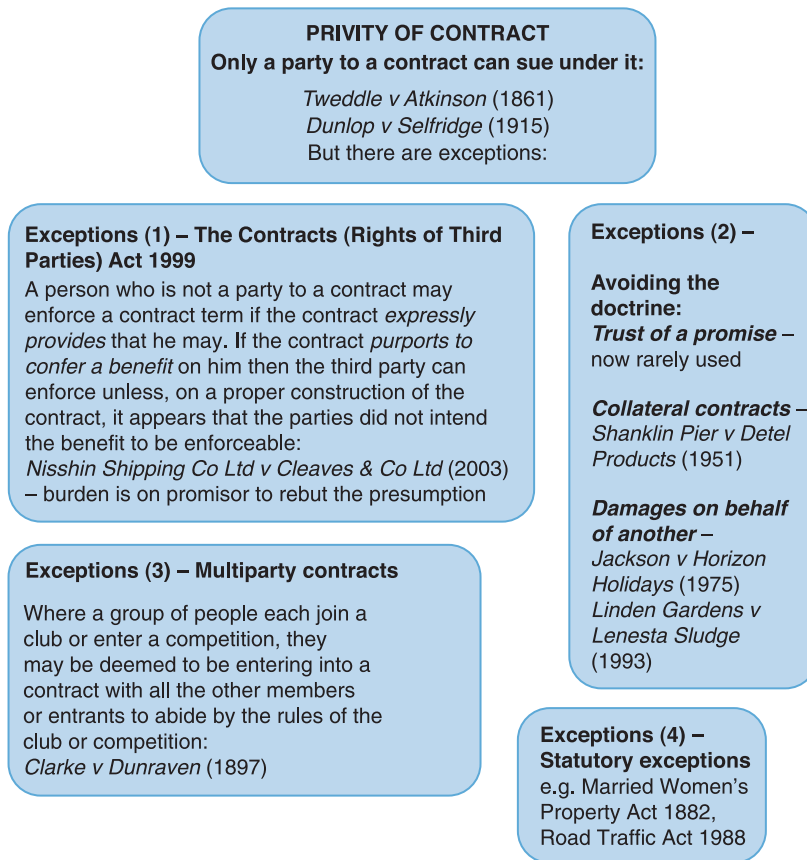 PRIVITY OF CONTRACT
Only a party to a contract can sue under it:
Tweddle v Atkinson (1861)
Dunlop v Selfridge (1915)
But there are exceptions:
Exceptions (1) – The Contracts (Rights of Third
Parties) Act 1999
A person who is not a party to a contract may
enforce a contract term if the contract expressly
provides that he may. If the contract purports to
confer a benefit on him then the third party can
enforce unless, on a proper construction of the
contract, it appears that the parties did not intend
the benefit to be enforceable:
Nisshin Shipping Co Ltd v Cleaves & Co Ltd (2003)
– burden is on promisor to rebut the presumption
Exceptions (2) –
Avoiding the
doctrine:
Trust of a promise –
now rarely used
Collateral contracts –
Shanklin Pier v Detel
Products (1951)
Damages on behalf
of another –
Jackson v Horizon
Holidays (1975)
Linden Gardens v
Lenesta Sludge
(1993)
Exceptions (3) – Multiparty contracts
Where a group of people each join a
club or enter a competition, they
may be deemed to be entering into a
contract with all the other members
or entrants to abide by the rules of the
club or competition:
Clarke v Dunraven (1897)
Exceptions (4) –
Statutory exceptions
e.g. Married Women's
Property Act 1882,
Road Traffic Act 1988